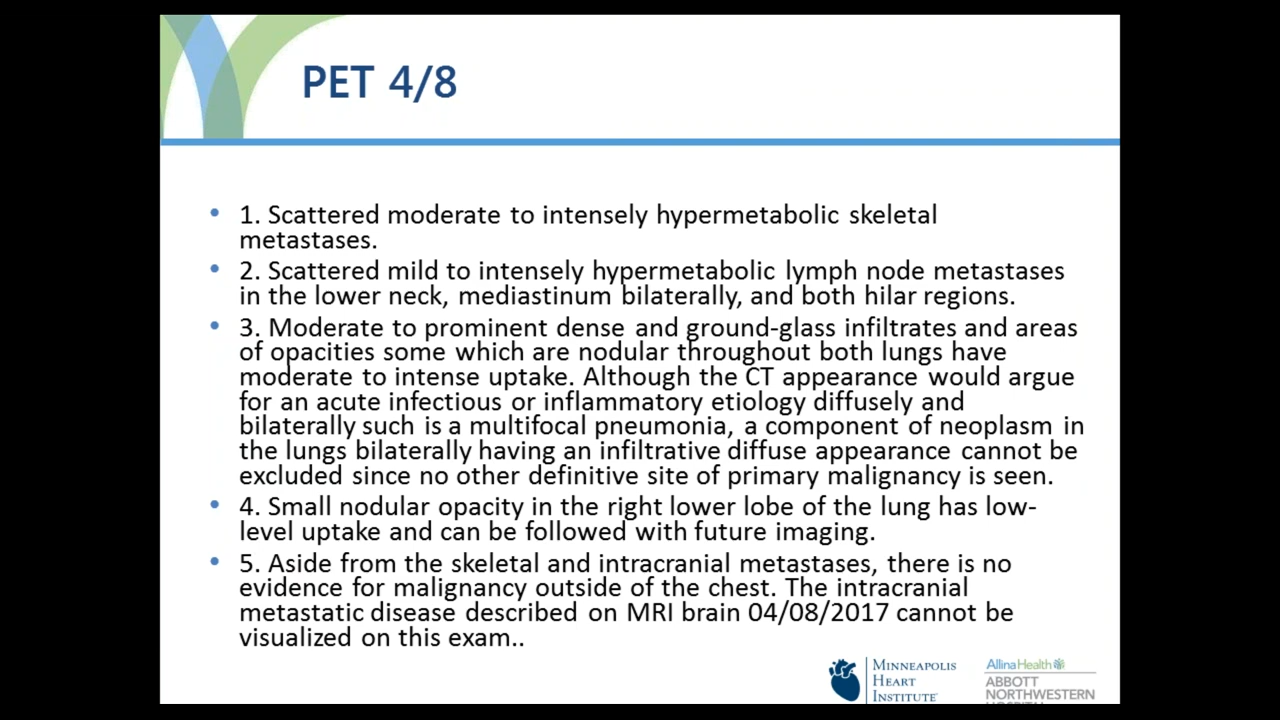 PET 4/8
• 1. Scattered moderate to intensely hypermetabolic skeletal
metastases.
• 2. Scattered mild to intensely hypermetabolic lymph node metastases
in the lower neck, mediastinum bilaterally, and both hilar regions.
• 3. Moderate to prominent dense and ground-glass infiltrates and areas
of opacities some which are nodular throughout both lungs have
moderate to intense uptake. Although the CT appearance would argue
for an acute infectious or inflammatory etiology diffusely and
bilaterally such is a multifocal pneumonia, a component of neoplasm in
the lungs bilaterally having an infiltrative diffuse appearance cannot be
excluded since no other definitive site of primary malignancy is seen.
• 4. Small nodular opacity in the right lower lobe of the lung has low-
level uptake and can be followed with future imaging.
• 5. Aside from the skeletal and intracranial metastases, there is no
evidence for malignancy outside of the chest. The intracranial
metastatic disease described on MRI brain 04/08/2017 cannot be
visualized on this exam..
MINNEAPOLIS
HEART
INSTITUTE
Allina Health
ABBOTT
NORTHWESTERN
HOSPITAL